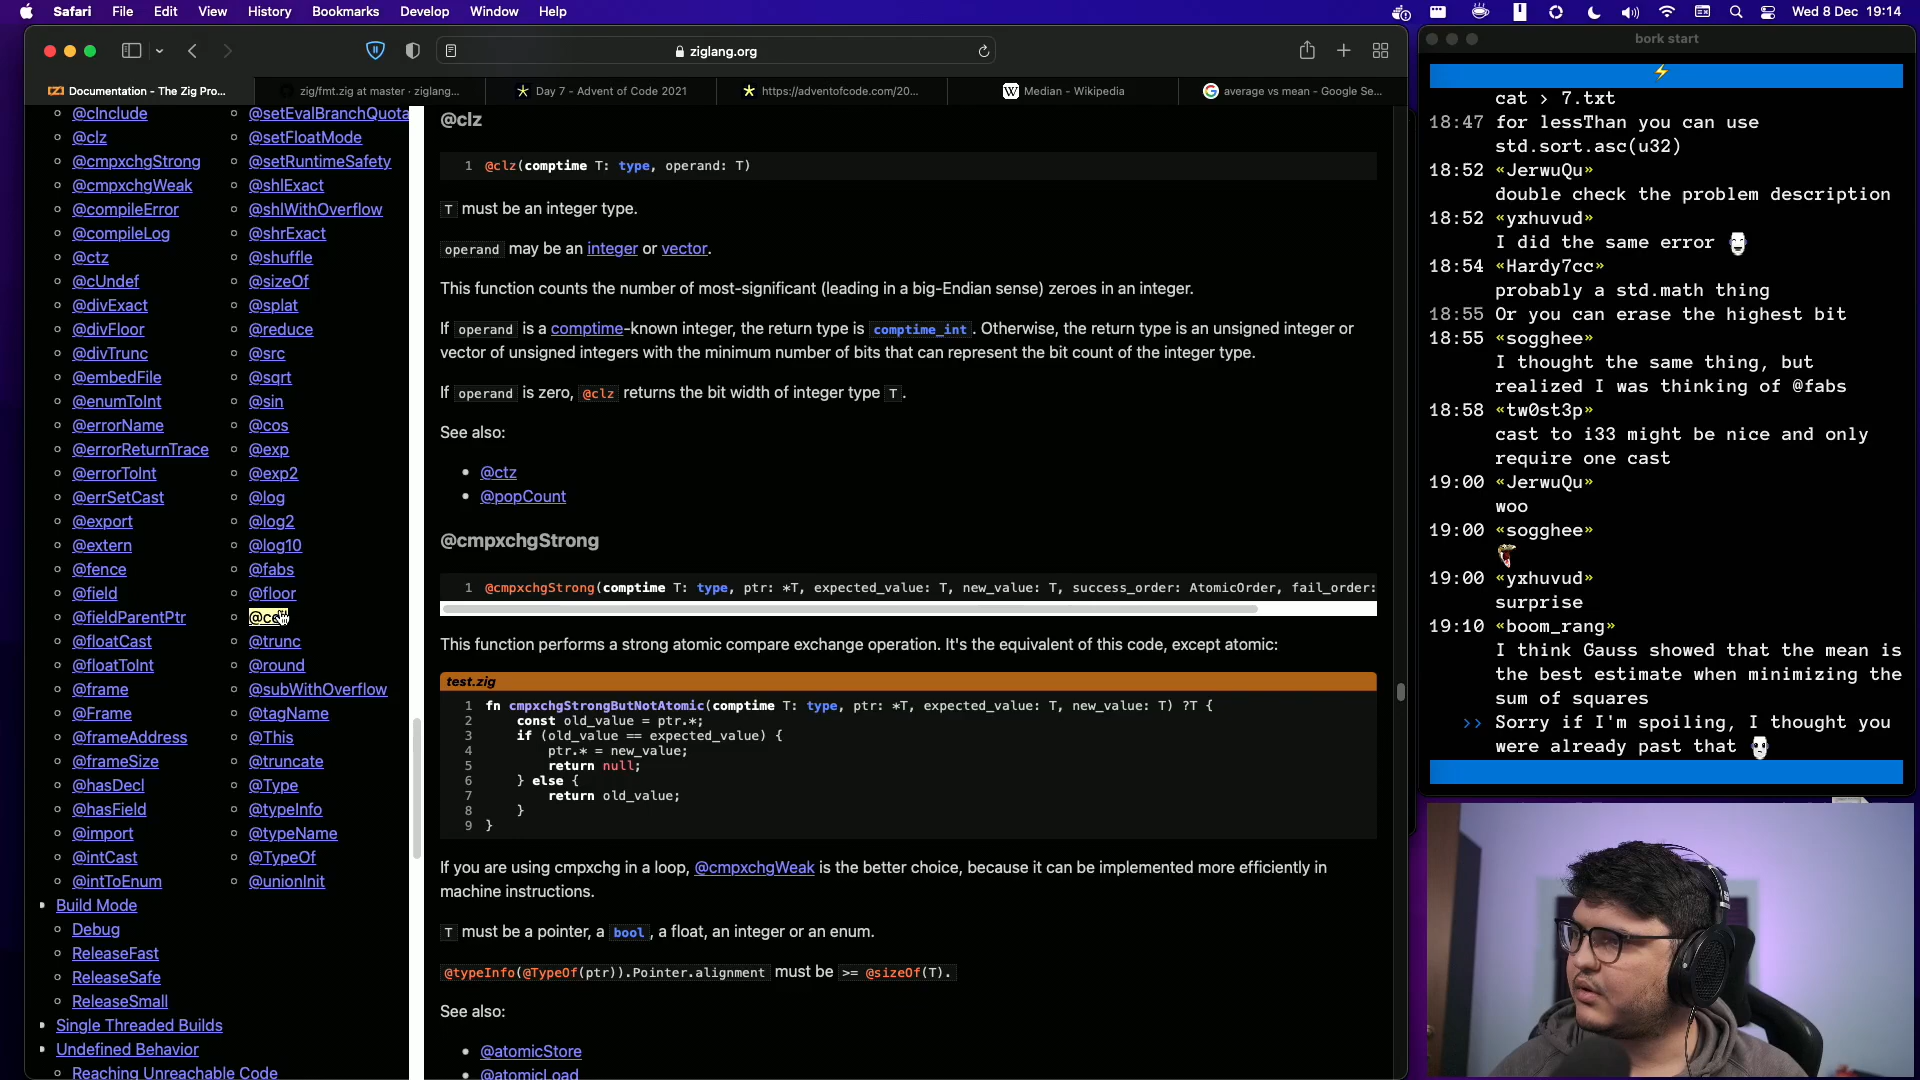 Safari File Edit View History Bookmarks Develop Window Help Wed 8 Dec 19:14
ziglang.org
Documentation - The Zig Pro...
zig/fmt.zig at master · ziglang...
Day 7 - Advent of Code 2021
https://adventofcode.com/20...
Median - Wikipedia
average vs mean - Google Se...
@cInclude
@clz
@cmpxchgStrong
@cmpxchgWeak
@compileError
@compileLog
@ctz
@cUndef
@divExact
@divFloor
@divTrunc
@embedFile
@enumToInt
@errorName
@errorReturnTrace
@errorToInt
@errSetCast
@export
@extern
@fence
@field
@fieldParentPtr
@floatCast
@floatToInt
@frame
@Frame
@frameAddress
@frameSize
@hasDecl
@hasField
@import
@intCast
@intToEnum
Build Mode
Debug
ReleaseFast
ReleaseSafe
ReleaseSmall
Single Threaded Builds
Undefined Behavior
Reaching Unreachable Code
@setEvalBranchQuota
@setFloatMode
@setRuntimeSafety
@shlExact
@shlWithOverflow
@shrExact
@shuffle
@sizeOf
@splat
@reduce
@src
@sqrt
@sin
@cos
@exp
@exp2
@log
@log2
@log10
@fabs
@floor
@trunc
@round
@subWithOverflow
@tagName
@This
@truncate
@Type
@typeInfo
@typeName
@TypeOf
@unionInit
@clz
1 @clz(comptime T: type, operand: T)
T must be an integer type.
operand may be an integer or vector.
This function counts the number of most-significant (leading in a big-Endian sense) zeroes in an integer.
If operand is a comptime-known integer, the return type is comptime_int. Otherwise, the return type is an unsigned integer or
vector of unsigned integers with the minimum number of bits that can represent the bit count of the integer type.
If operand is zero, @clz returns the bit width of integer type T.
See also:
@ctz
@popCount
@cmpxchgStrong
1 @cmpxchgStrong(comptime T: type, ptr: *T, expected_value: T, new_value: T, success_order: AtomicOrder, fail_order:
This function performs a strong atomic compare exchange operation. It's the equivalent of this code, except atomic:
test.zig
1 fn cmpxchgStrongButNotAtomic(comptime T: type, ptr: *T, expected_value: T, new_value: T) ?T {
2 const old_value = ptr.*;
3 if (old_value == expected_value) {
4 ptr.* = new_value;
5 return null;
6 } else {
7 return old_value;
8 }
9 }
If you are using cmpxchg in a loop, @cmpxchgWeak is the better choice, because it can be implemented more efficiently in
machine instructions.
T must be a pointer, a bool, a float, an integer or an enum.
@typeInfo(@TypeOf(ptr)).Pointer.alignment must be >= @sizeOf(T).
See also:
@atomicStore
@atomicLoad
bork start
cat > 7.txt
18:47 for lessThan you can use
std.sort.asc(u32)
18:52 «JerwuQu»
double check the problem description
18:52 «yxhuvud»
I did the same error
18:54 «Hardy7cc»
probably a std.math thing
18:55 Or you can erase the highest bit
18:55 «sogghee»
I thought the same thing, but
realized I was thinking of @fabs
18:58 «tw0st3p»
cast to i33 might be nice and only
require one cast
19:00 «JerwuQu»
woo
19:00 «sogghee»
19:00 «yxhuvud»
surprise
19:10 «boom_rang»
I think Gauss showed that the mean is
the best estimate when minimizing the
sum of squares
>> Sorry if I'm spoiling, I thought you
were already past that